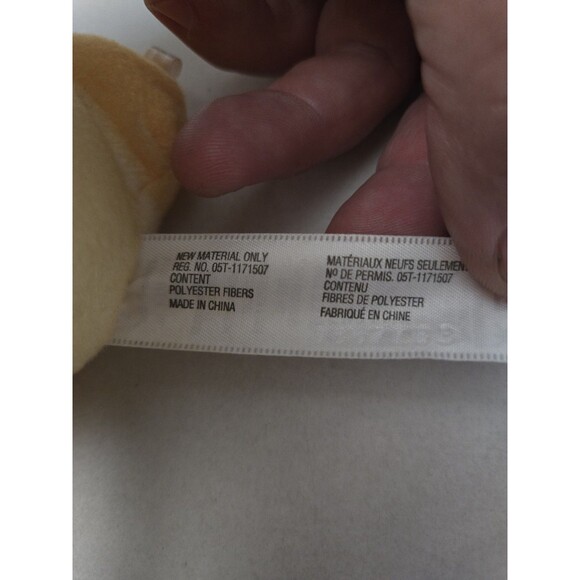 NEW MATERIAL ONLY
REG. NO. 05T-1171507
CONTENT
POLYESTER FIBERS
MADE IN CHINA
MATÉRIAUX NEUFS SEULEMEN
Nº DE PERMIS. 05T-1171507
CONTENU
FIBRES DE POLYESTER
FABRIQUÉ EN CHINE